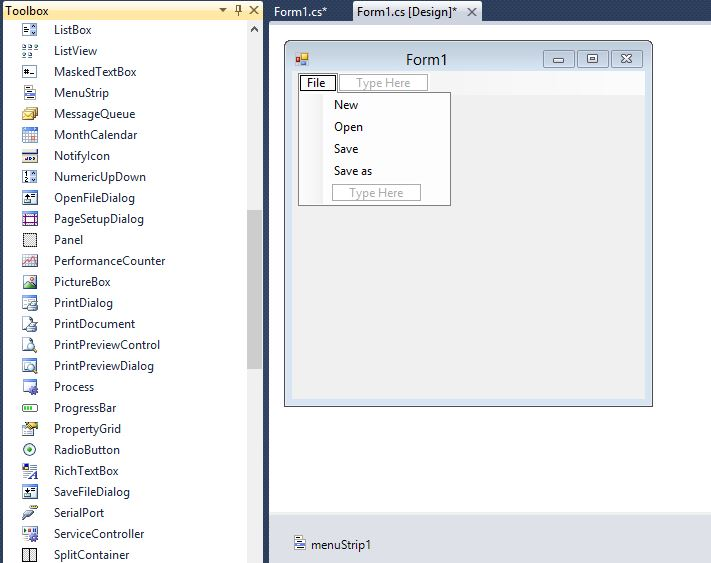 Toolbox
ListBox
ListView
MaskedTextBox
MenuStrip
MessageQueue
MonthCalendar
NotifyIcon
NumericUpDown
OpenFileDialog
PageSetupDialog
Panel
PerformanceCounter
PictureBox
PrintDialog
PrintDocument
PrintPreviewControl
PrintPreviewDialog
Process
ProgressBar
PropertyGrid
RadioButton
RichTextBox
SaveFileDialog
SerialPort
ServiceController
SplitContainer
Form1.cs* Form1.cs [Design]*
Form1
File Type Here
New
Open
Save
Save as
Type Here
menuStrip1